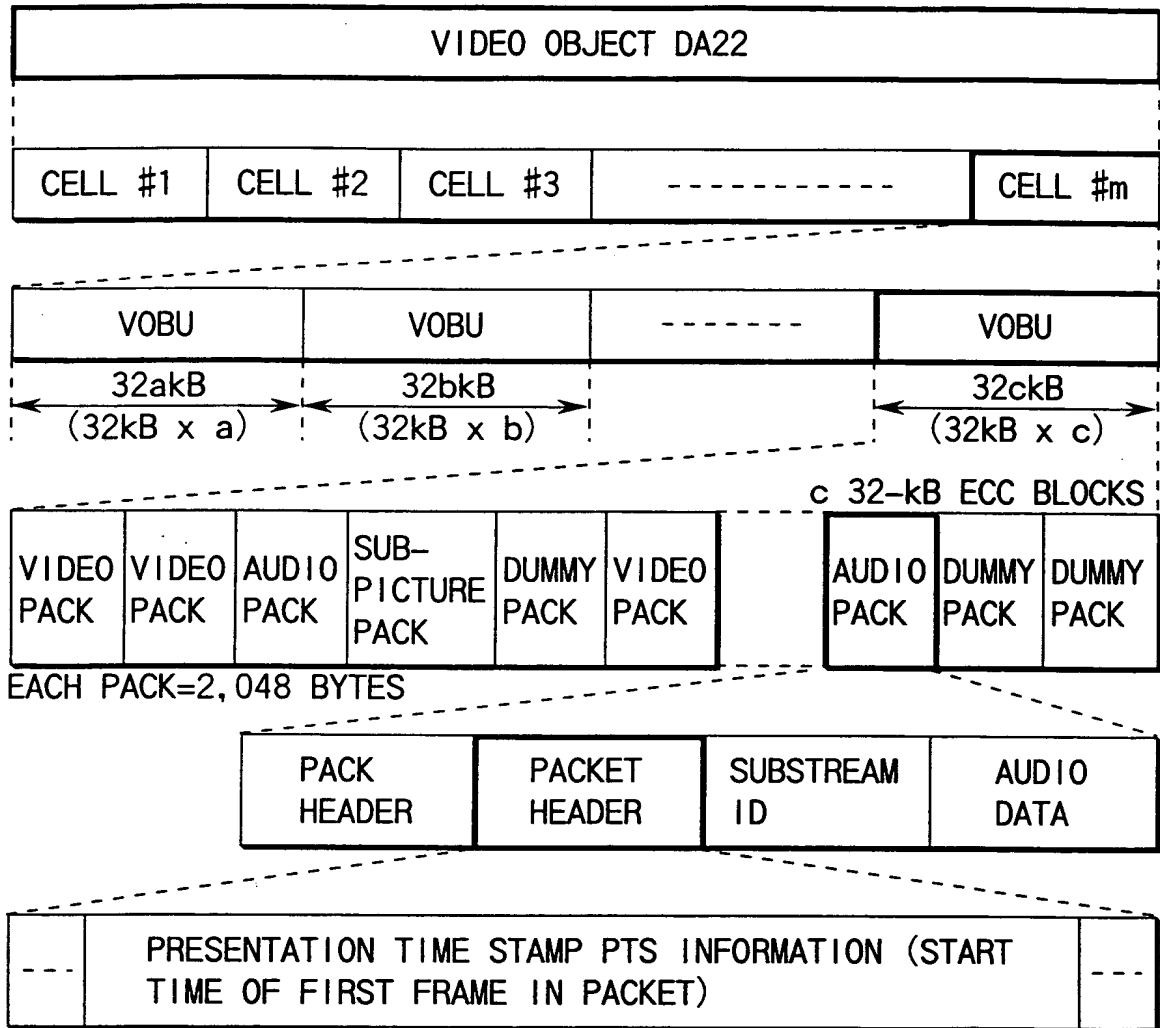 VIDEO OBJECT DA22
CELL #1 CELL #2 CELL #3 ----------- CELL #m
VOBU VOBU ------- VOBU
32akB 32bkB 32ckB
(32kB x a) (32kB x b) (32kB x c)
c 32-kB ECC BLOCKS
VIDEO PACK
VIDEO PACK
AUDIO PACK
SUB-
PICTURE
PACK
DUMMY PACK
VIDEO PACK
AUDIO PACK
DUMMY PACK
DUMMY PACK
EACH PACK=2,048 BYTES
PACK
HEADER
PACKET
HEADER
SUBSTREAM
ID
AUDIO
DATA
--- PRESENTATION TIME STAMP PTS INFORMATION (START
TIME OF FIRST FRAME IN PACKET) ---